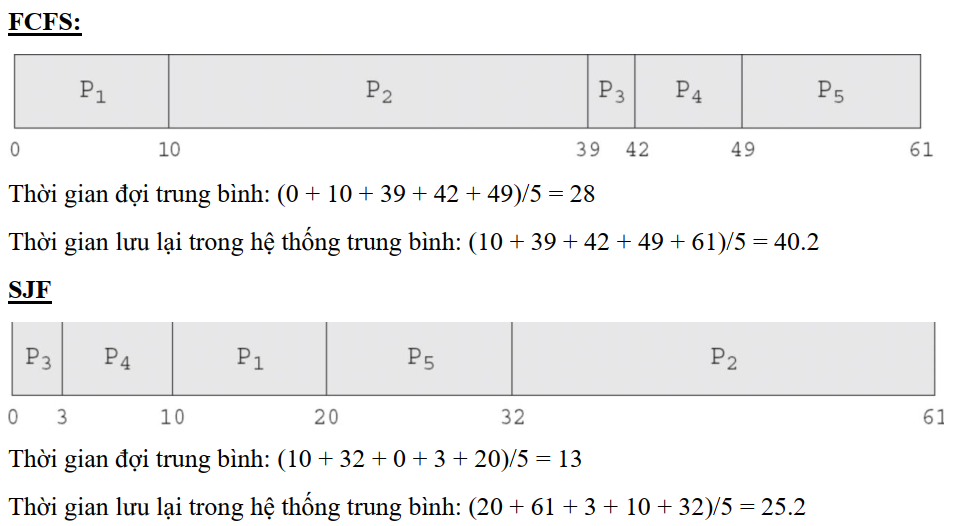 FCFS:
P1 P2 P3 P4 P5
0 10 39 42 49 61
Thời gian đợi trung bình: (0 + 10 + 39 + 42 + 49)/5 = 28
Thời gian lưu lại trong hệ thống trung bình: (10 + 39 + 42 + 49 + 61)/5 = 40.2
SJF
P3 P4 P1 P5 P2
0 3 10 20 32 61
Thời gian đợi trung bình: (10 + 32 + 0 + 3 + 20)/5 = 13
Thời gian lưu lại trong hệ thống trung bình: (20 + 61 + 3 + 10 + 32)/5 = 25.2